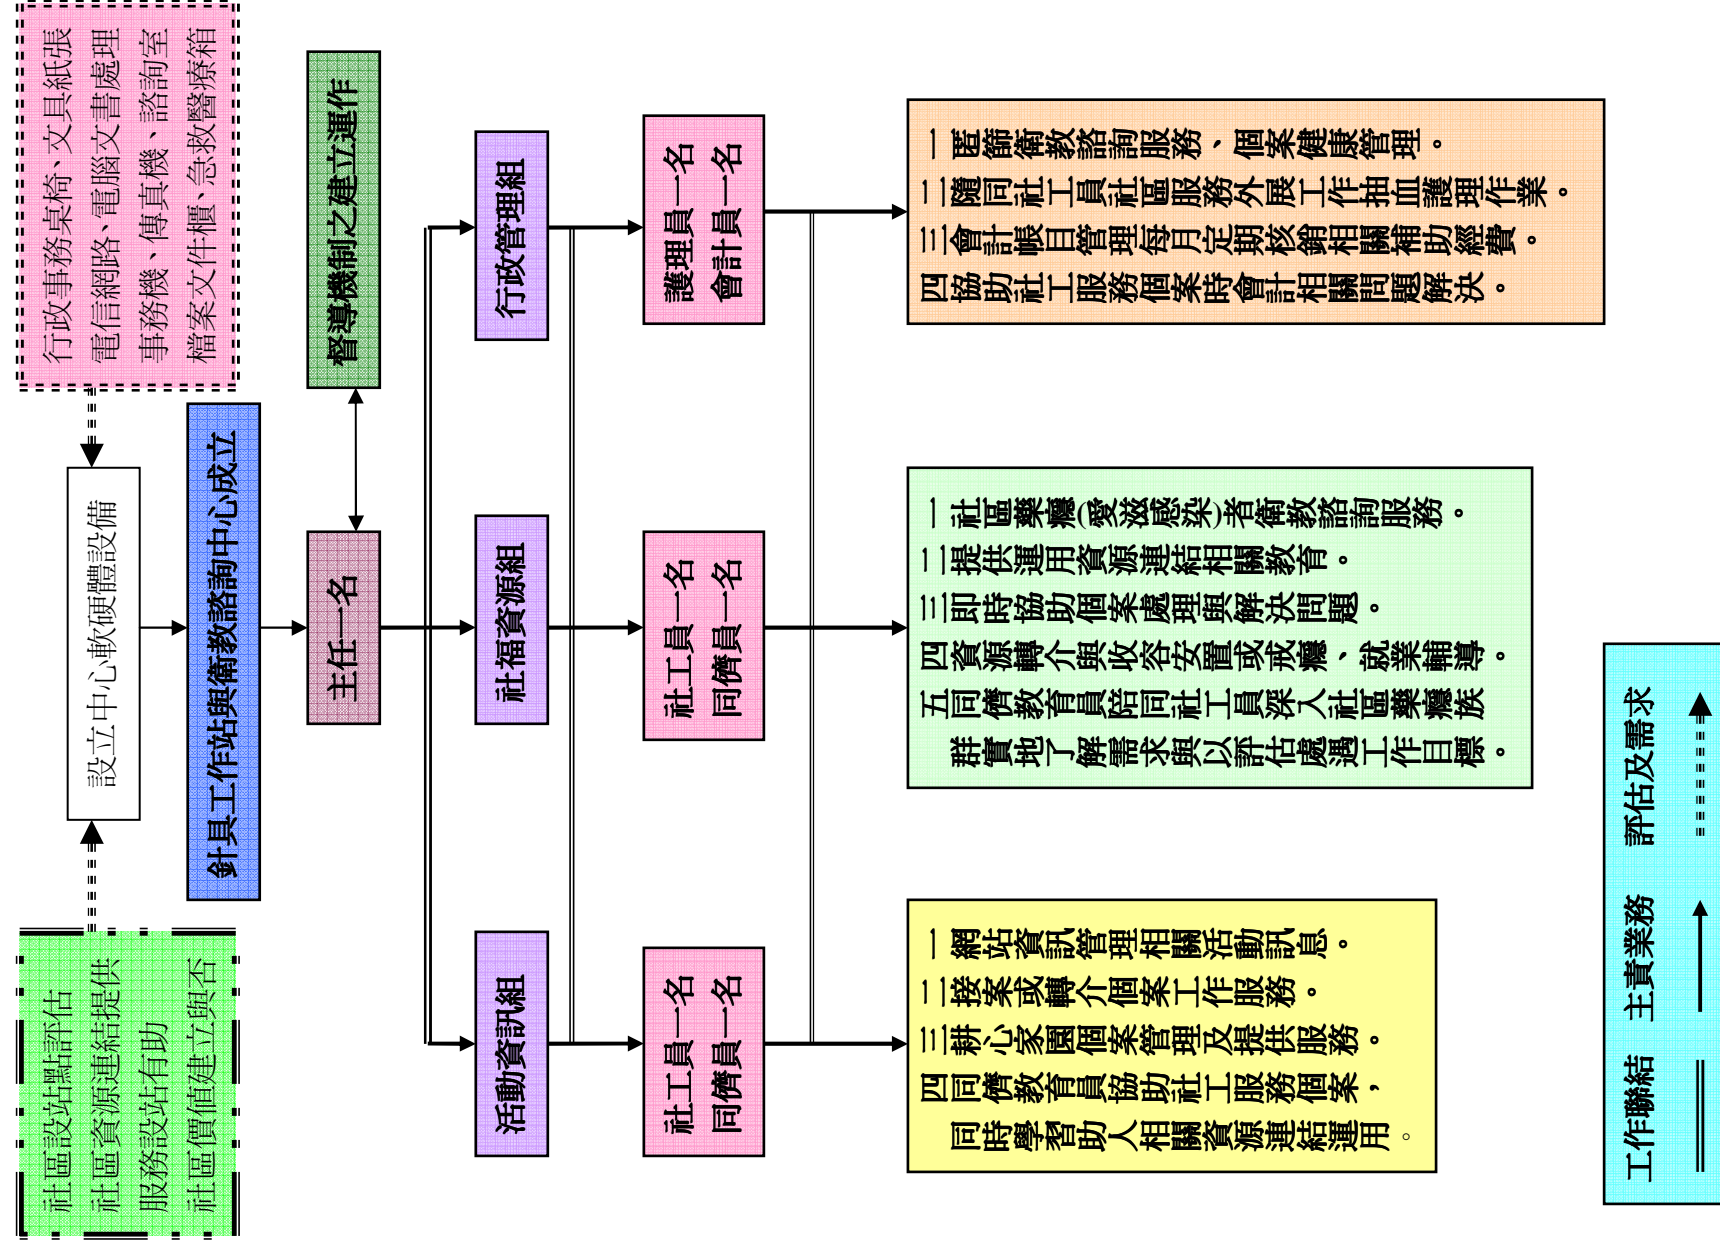 社區設站點評估
社區資源連結提供
服務設站有助
社區價值建立與否
設立中心軟硬體設備
行政事務桌椅、文具紙張
電信網路、電腦文書處理
事務機、傳真機、諮詢室
檔案文件櫃、急救醫療箱
針具工作站與衛教諮詢中心成立
主任一名
督導機制之建立運作
活動資訊組
社福資源組
行政管理組
社工員一名
同儕員一名
社工員一名
同儕員一名
護理員一名
會計員一名
一網站資訊管理相關活動訊息。
二接案或轉介個案工作服務。
三耕心家園個案管理及提供服務。
四同儕教育員協助社工服務個案，
同時學習助人相關資源連結運用。
一社區藥癮(愛滋感染)者衛教諮詢服務。
二提供運用資源連結相關教育。
三即時協助個案處理與解決問題。
四資源轉介與收容安置或戒癮、就業輔導。
五同儕教育員陪同社工員深入社區藥癮族
群實地了解需求與以評估處遇工作目標。
一匿篩衛教諮詢服務、個案健康管理。
二隨同社工員社區服務外展工作抽血護理作業。
三會計帳目管理每月定期核銷相關補助經費。
四協助社工服務個案時會計相關問題解決。
工作聯結 主責業務 評估及需求